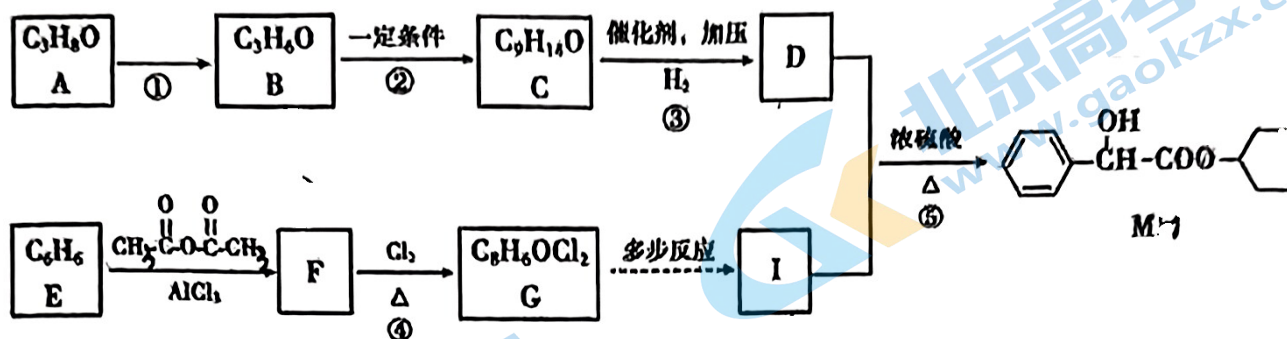 C₃H₈O A
①
C₃H₆O B
一定条件
②
C₉H₁₄O C
催化剂，加压
H₂
③
D
C₆H₆ E
O O
CH₃-C-O-C-CH₃
AlCl₃
F
Cl₂
△
④
C₈H₆OCl₂ G
多步反应
I
浓硫酸
△
⑤
OH
CH-COO
M
北京高考
www.gaokzx.c